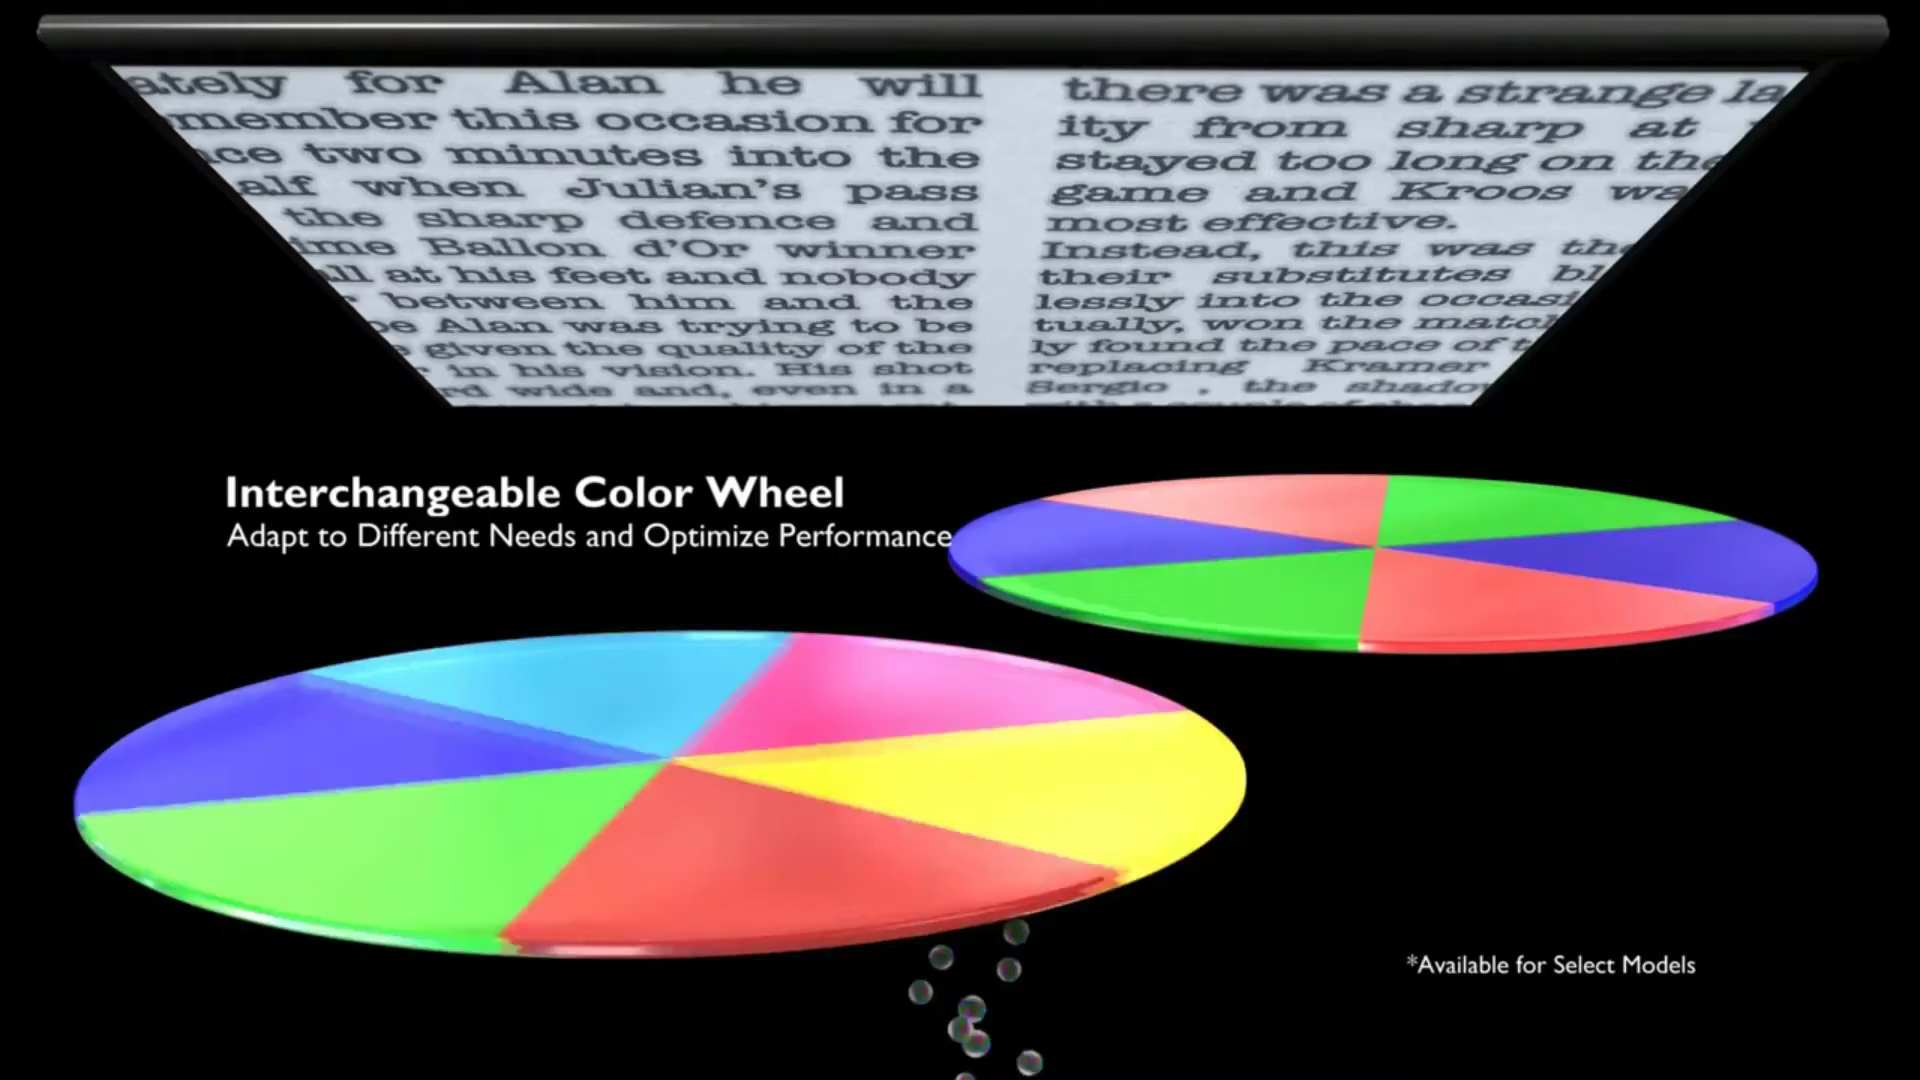 ately for Alan he will
member this occasion for
ce two minutes into the
alf when Julian's pass
the sharp defence and
ime Ballon d'Or winner
all at his feet and nobody
between him and the
pe Alan was trying to be
given the quality of the
in his vision. His shot
rd wide and, even in a
there was a strange la
ity from sharp at
stayed too long on the
game and Kroos wa
most effective.
Instead, this was the
their substitutes bl
lessly into the occasi
tually, won the match
ly found the pace of t
replacing Kramer
Sergio , the shadow
Interchangeable Color Wheel
Adapt to Different Needs and Optimize Performance
*Available for Select Models